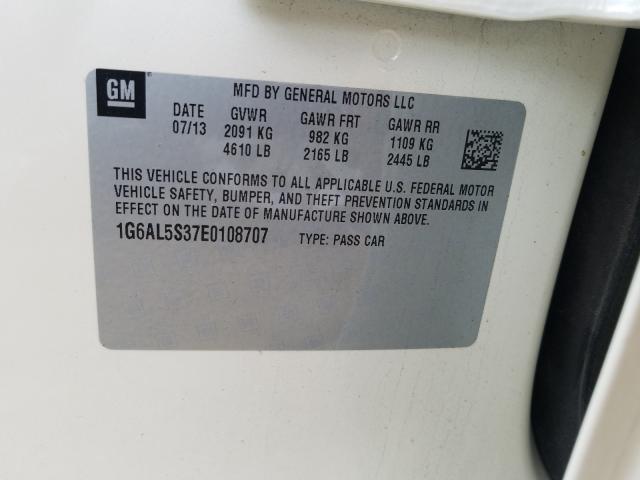 GM
MFD BY GENERAL MOTORS LLC
DATE GVWR GAWR FRT GAWR RR
07/13 2091 KG 982 KG 1109 KG
4610 LB 2165 LB 2445 LB
THIS VEHICLE CONFORMS TO ALL APPLICABLE U.S. FEDERAL MOTOR
VEHICLE SAFETY, BUMPER, AND THEFT PREVENTION STANDARDS IN
EFFECT ON THE DATE OF MANUFACTURE SHOWN ABOVE.
1G6AL5S37E0108707 TYPE: PASS CAR